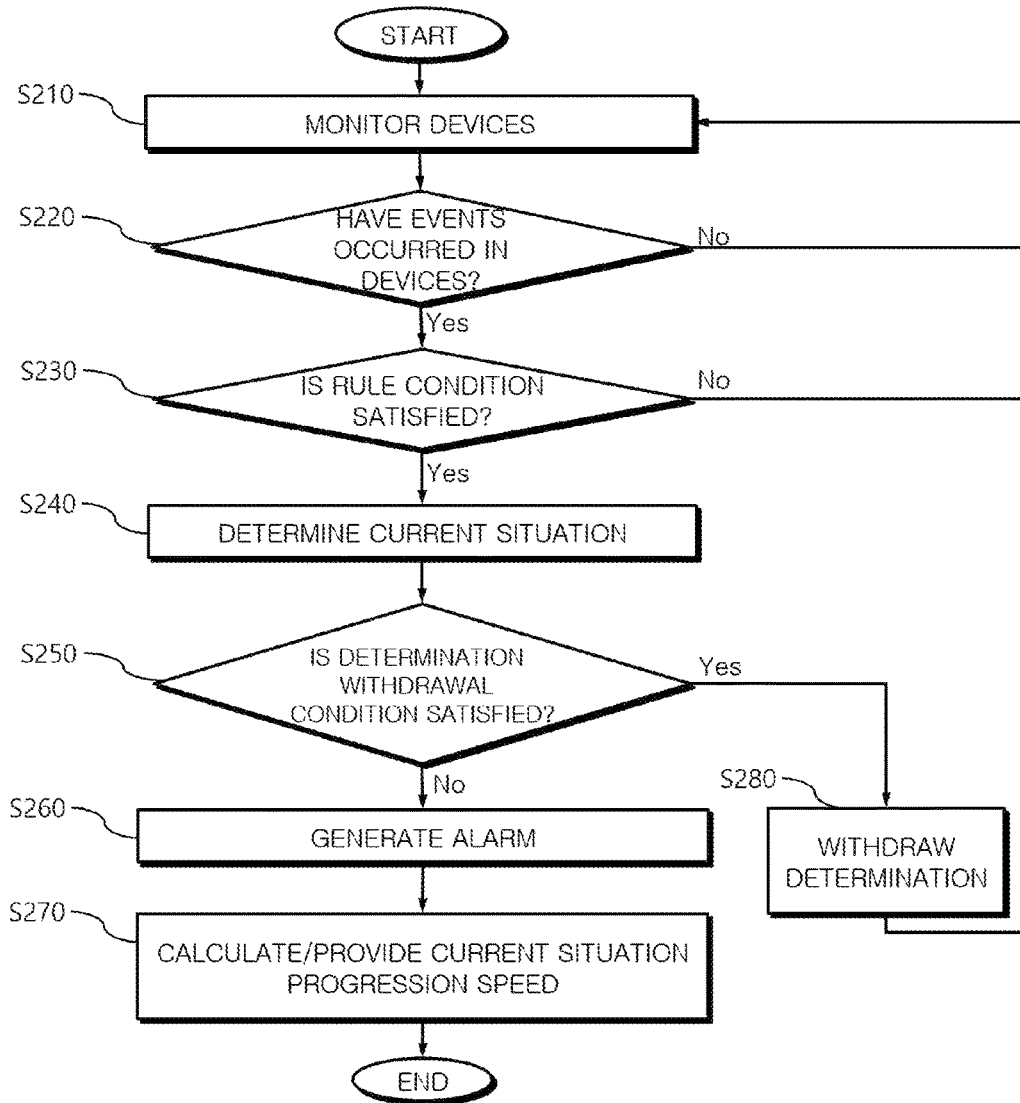 START
S210
MONITOR DEVICES
S220
HAVE EVENTS
OCCURRED IN
DEVICES?
No
Yes
S230
IS RULE CONDITION
SATISFIED?
No
Yes
S240
DETERMINE CURRENT SITUATION
S250
IS DETERMINATION
WITHDRAWAL
CONDITION SATISFIED?
Yes
No
S260
GENERATE ALARM
S280
WITHDRAW
DETERMINATION
S270
CALCULATE/PROVIDE CURRENT SITUATION
PROGRESSION SPEED
END